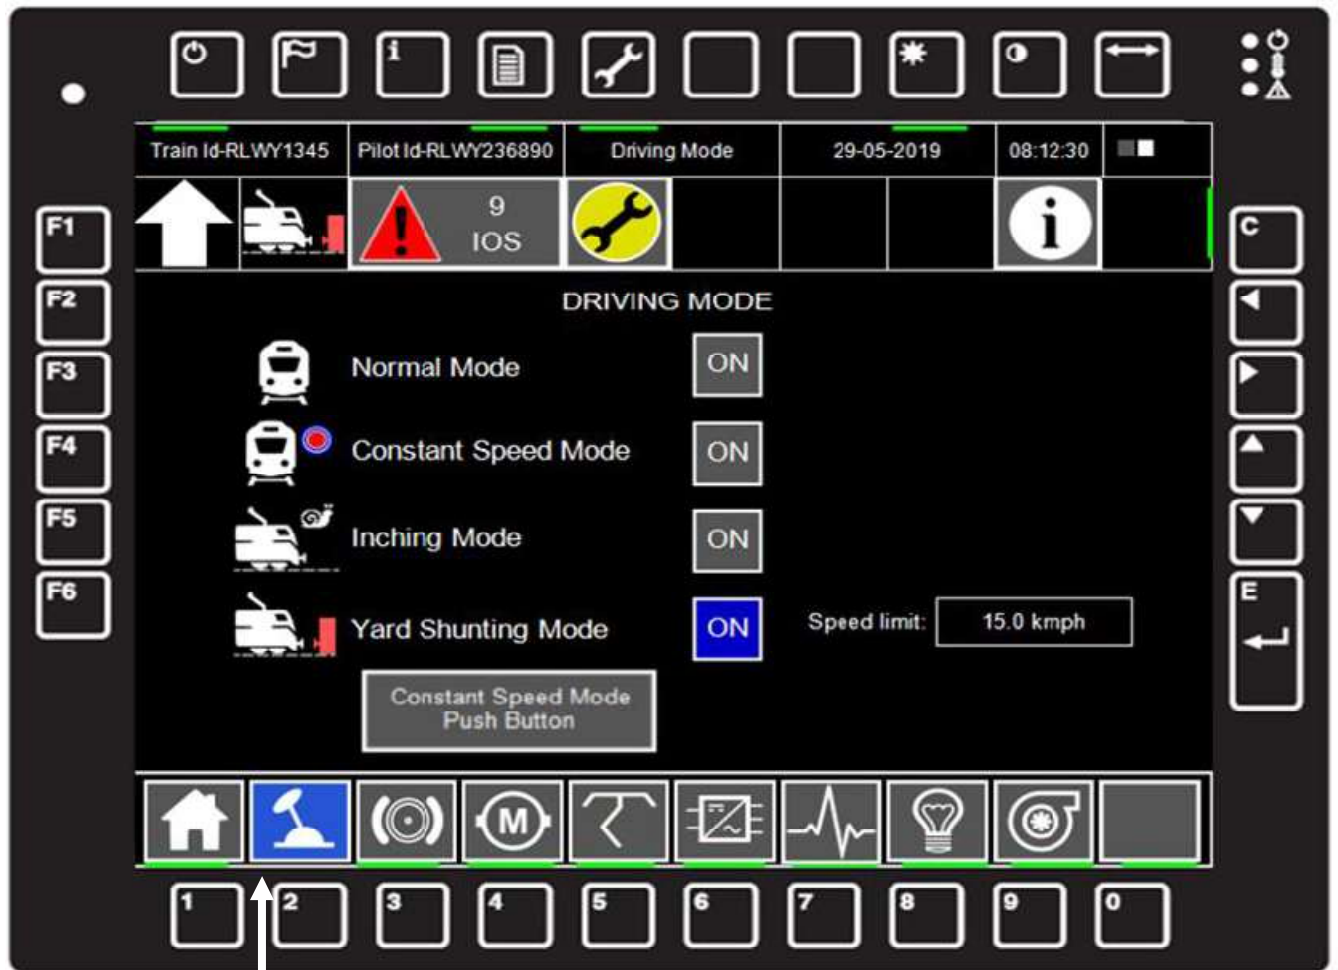 i
Train Id-RLWY1345 Pilot Id-RLWY236890 Driving Mode 29-05-2019 08:12:30
9
IOS
i
DRIVING MODE
Normal Mode ON
Constant Speed Mode ON
Inching Mode ON
Yard Shunting Mode ON Speed limit: 15.0 kmph
Constant Speed Mode
Push Button
M
F1
F2
F3
F4
F5
F6
C
E
1 2 3 4 5 6 7 8 9 0